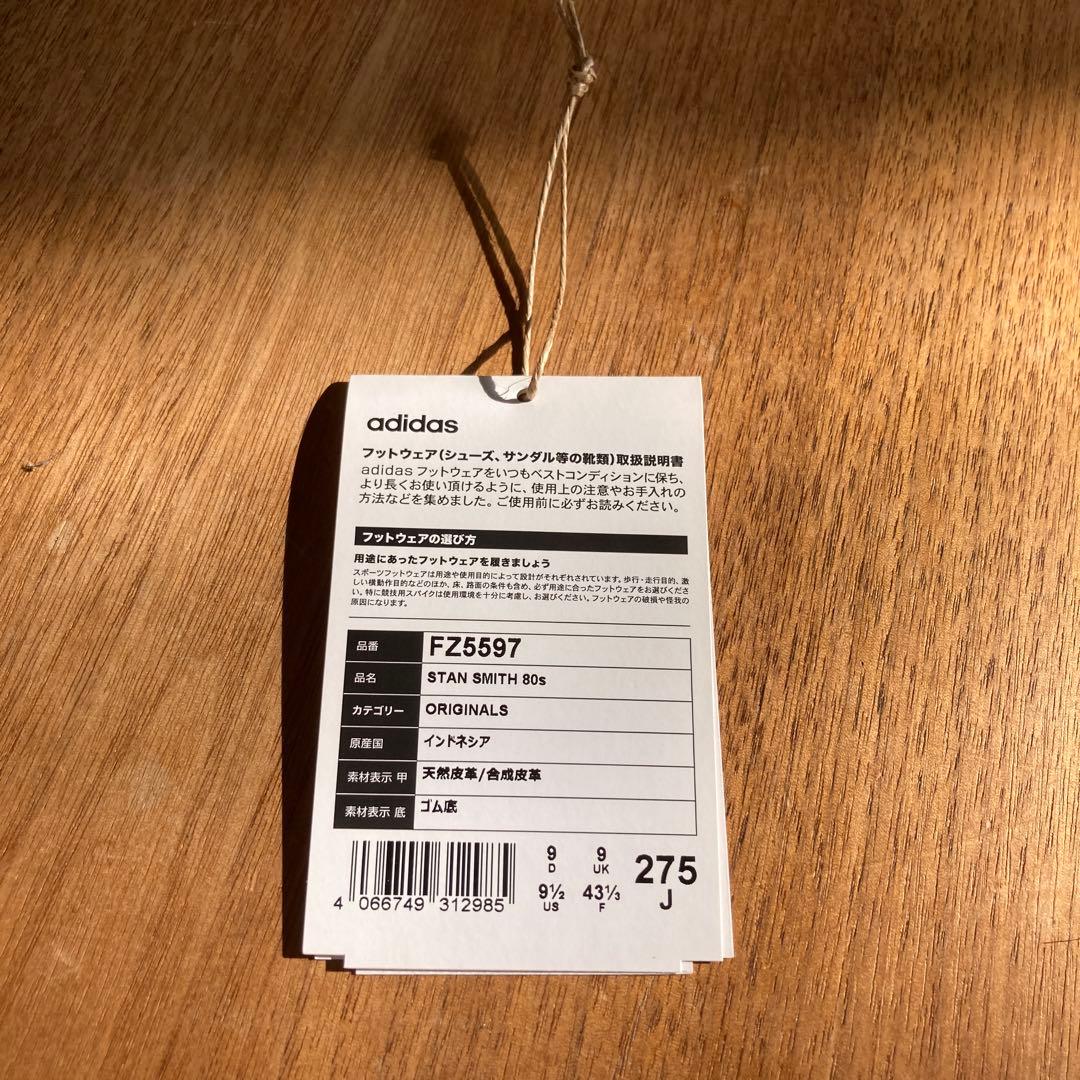 adidas
フットウェア(シューズ、サンダル等の靴類)取扱説明書
adidas フットウェアをいつもベストコンディションに保ち、
より長くお使い頂けるように、使用上の注意やお手入れの
方法などを集めました。ご使用前に必ずお読みください。
フットウェアの選び方
用途にあったフットウェアを履きましょう
スポーツフットウェアは用途や使用目的によって設計がそれぞれされています。歩行・走行目的、激
しい横動作目的などのほか、床、路面の条件も含め、必ず用途に合ったフットウェアをお選びくださ
い。特に競技用スパイクは使用環境を十分に考慮し、お選びください。フットウェアの破損や怪我の
原因になります。
品番 FZ5597
品名 STAN SMITH 80s
カテゴリー ORIGINALS
原産国 インドネシア
素材表示 甲 天然皮革/合成皮革
素材表示 底 ゴム底
9 D 9 UK 275 J
9½ US 43⅓ F
4 066749 312985